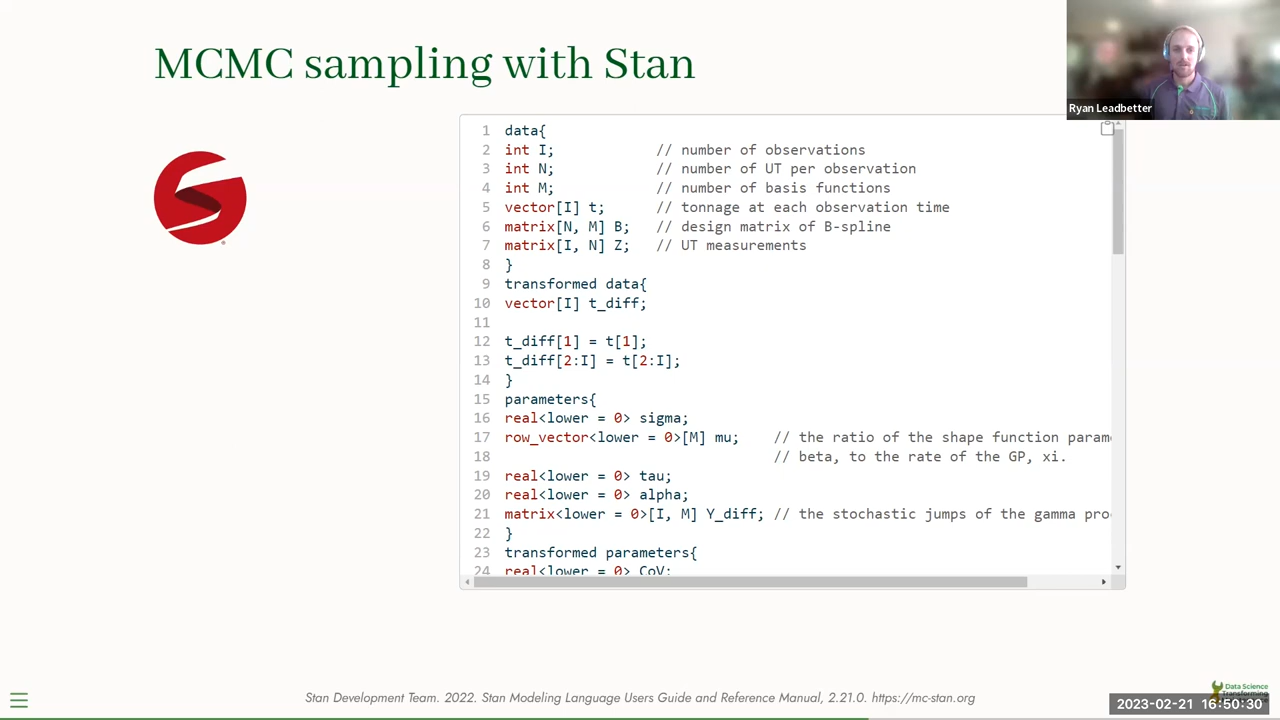 MCMC sampling with Stan
Ryan Leadbetter
1 data{
2 int I; // number of observations
3 int N; // number of UT per observation
4 int M; // number of basis functions
5 vector[I] t; // tonnage at each observation time
6 matrix[N, M] B; // design matrix of B-spline
7 matrix[I, N] Z; // UT measurements
8 }
9 transformed data{
10 vector[I] t_diff;
11
12 t_diff[1] = t[1];
13 t_diff[2:I] = t[2:I];
14 }
15 parameters{
16 real<lower = 0> sigma;
17 row_vector<lower = 0>[M] mu; // the ratio of the shape function param
18 // beta, to the rate of the GP, xi.
19 real<lower = 0> tau;
20 real<lower = 0> alpha;
21 matrix<lower = 0>[I, M] Y_diff; // the stochastic jumps of the gamma pro
22 }
23 transformed parameters{
24 real<lower = 0> CoV;
Stan Development Team. 2022. Stan Modeling Language Users Guide and Reference Manual, 2.21.0. https://mc-stan.org
Data Science
2023-02-21 16:50:30